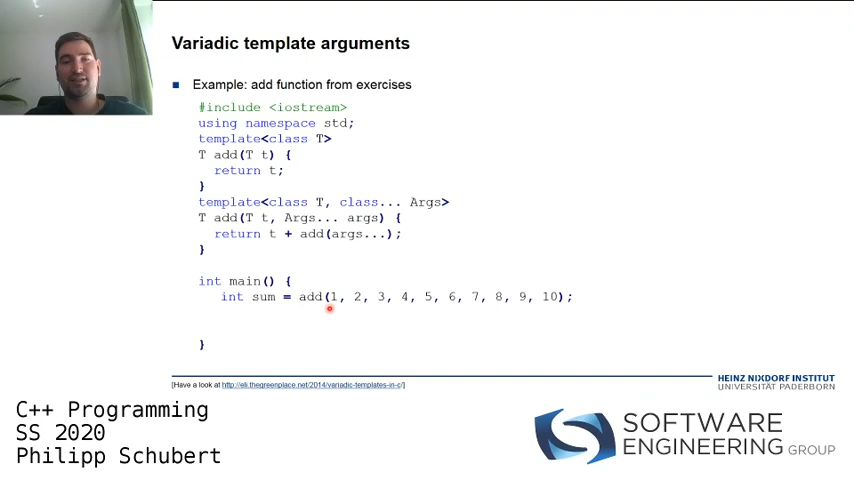 Variadic template arguments
Example: add function from exercises
#include <iostream>
using namespace std;
template<class T>
T add(T t) {
return t;
}
template<class T, class... Args>
T add(T t, Args... args) {
return t + add(args...);
}
int main() {
int sum = add(1, 2, 3, 4, 5, 6, 7, 8, 9, 10);
}
[Have a look at http://eli.thegreenplace.net/2014/variadic-templates-in-c/]
HEINZ NIXDORF INSTITUT
UNIVERSITÄT PADERBORN
C++ Programming
SS 2020
Philipp Schubert
SOFTWARE
ENGINEERING GROUP